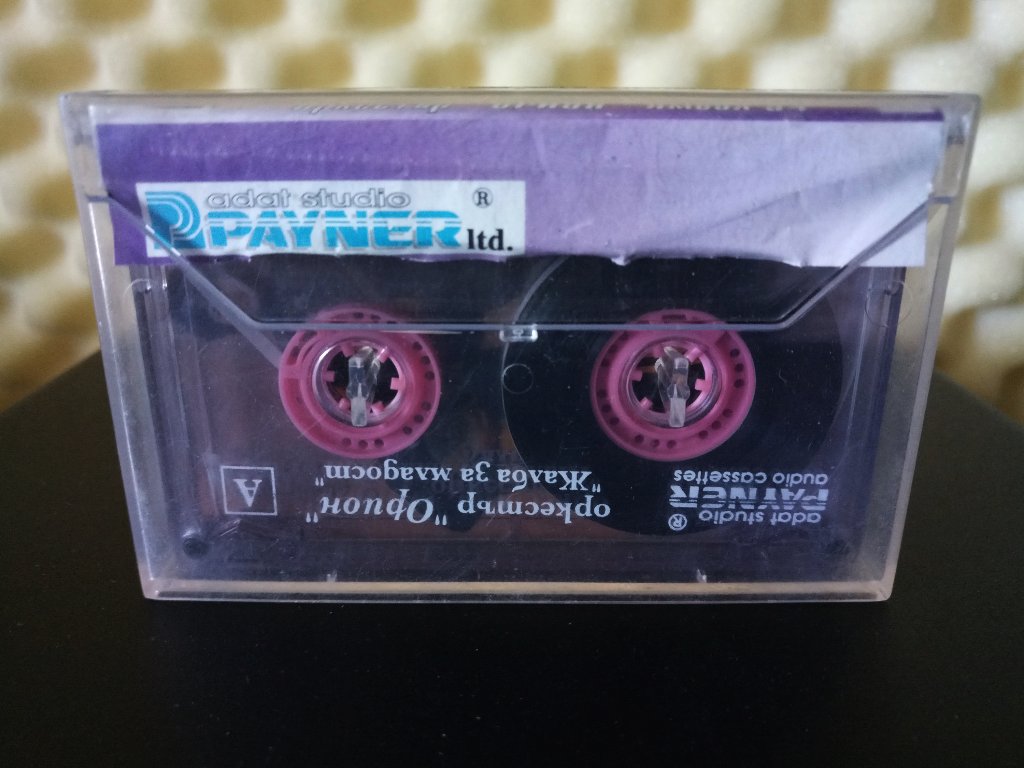 adat studio ®
PAYNER ltd.
adat studio ®
PAYNER
audio cassettes
оркестър "Орион"
"Жалба за младост"
A